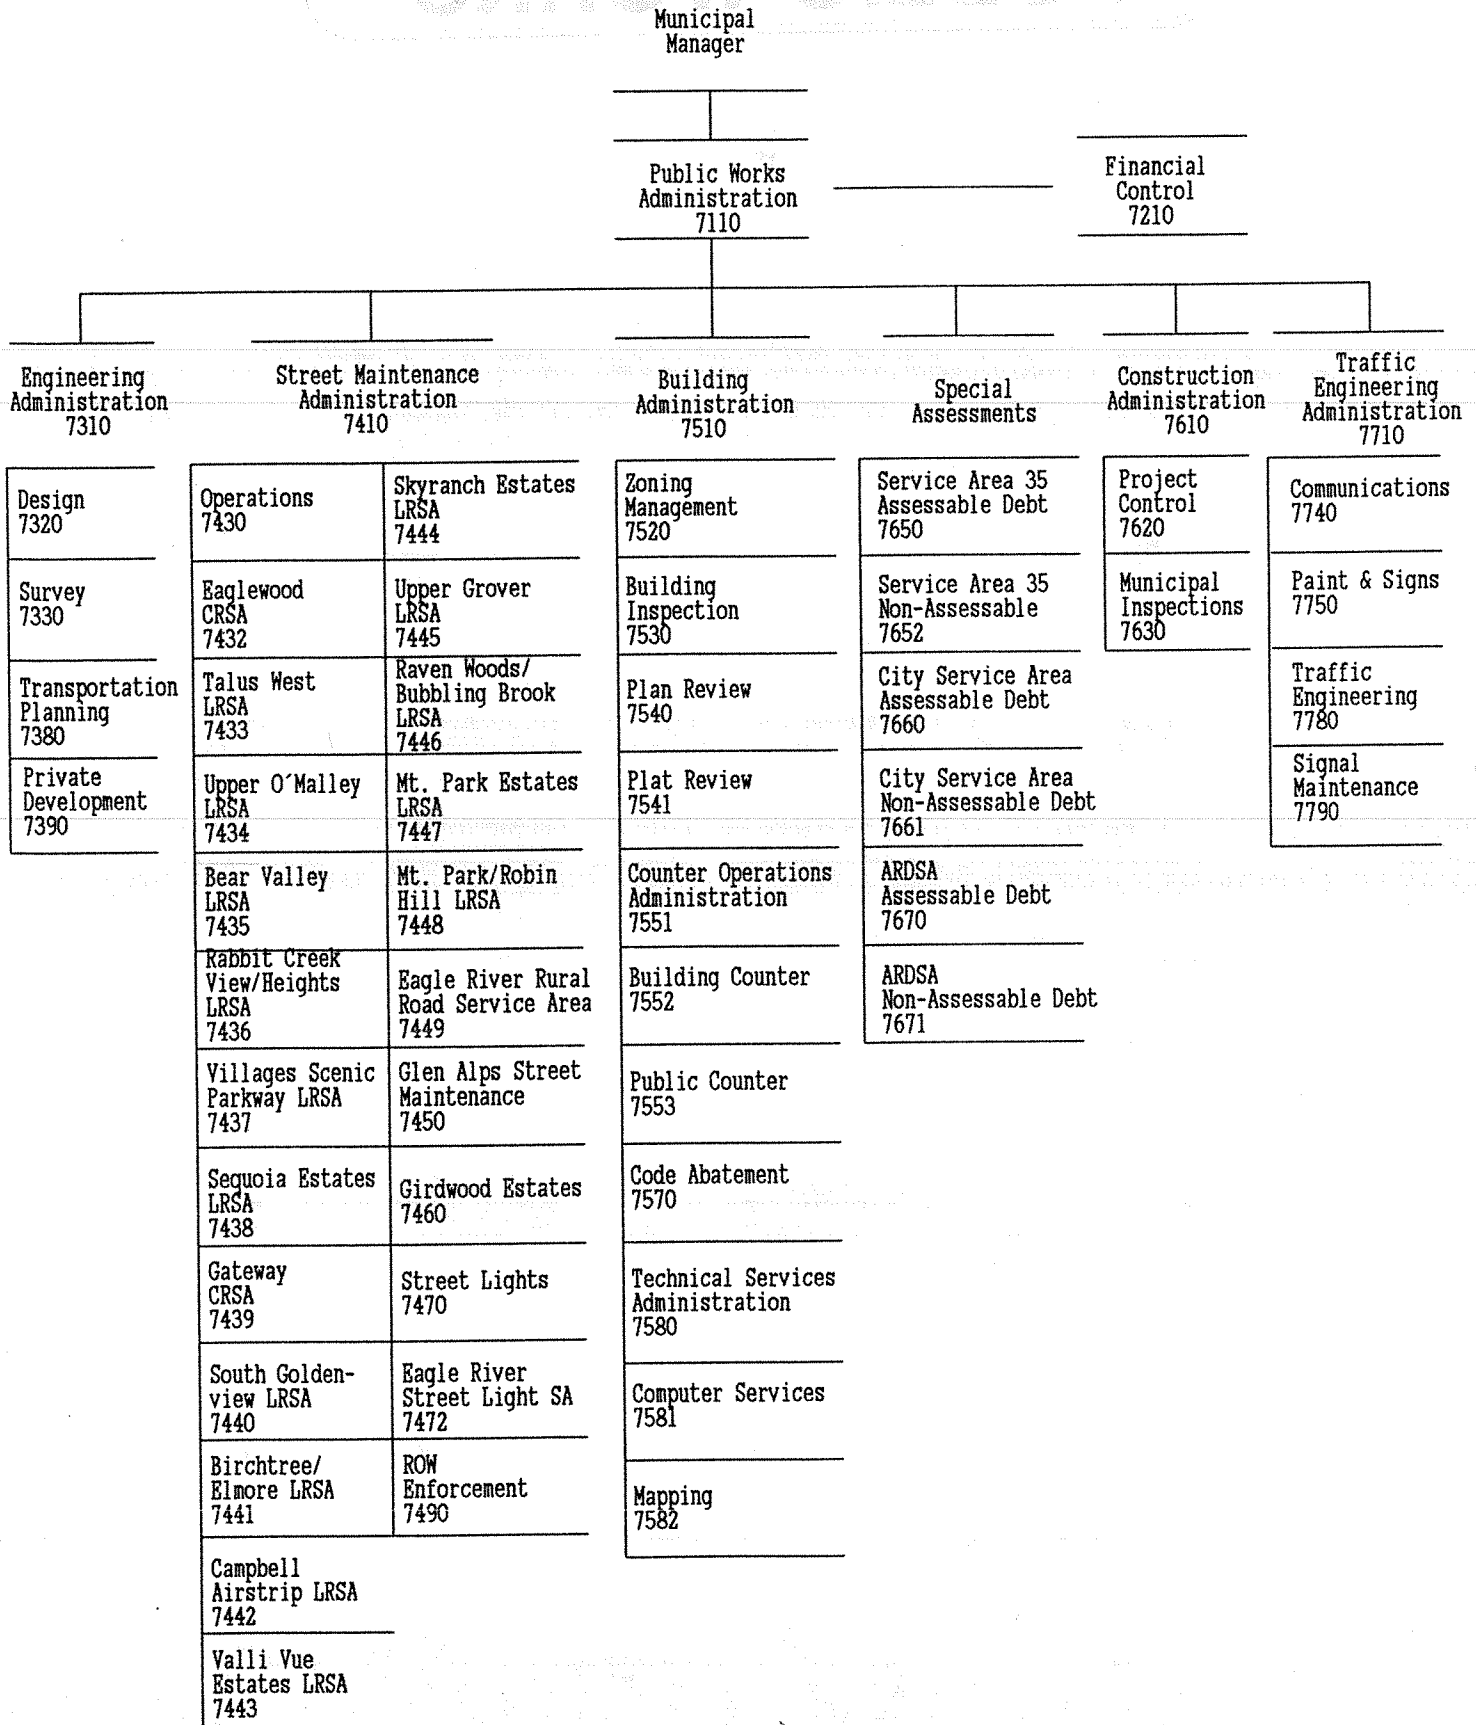 Municipal
Manager
Public Works
Administration
7110
Financial
Control
7210
Engineering
Administration
7310
Street Maintenance
Administration
7410
Building
Administration
7510
Special
Assessments
Construction
Administration
7610
Traffic
Engineering
Administration
7710
Design
7320
Survey
7330
Transportation
Planning
7380
Private
Development
7390
Operations
7430
Eaglewood
CRSA
7432
Talus West
LRSA
7433
Upper O'Malley
LRSA
7434
Bear Valley
LRSA
7435
Rabbit Creek
View/Heights
LRSA
7436
Villages Scenic
Parkway LRSA
7437
Sequoia Estates
LRSA
7438
Gateway
CRSA
7439
South Golden-
view LRSA
7440
Birchtree/
Elmore LRSA
7441
Campbell
Airstrip LRSA
7442
Valli Vue
Estates LRSA
7443
Skyranch Estates
LRSA
7444
Upper Grover
LRSA
7445
Raven Woods/
Bubbling Brook
LRSA
7446
Mt. Park Estates
LRSA
7447
Mt. Park/Robin
Hill LRSA
7448
Eagle River Rural
Road Service Area
7449
Glen Alps Street
Maintenance
7450
Girdwood Estates
7460
Street Lights
7470
Eagle River
Street Light SA
7472
ROW
Enforcement
7490
Zoning
Management
7520
Building
Inspection
7530
Plan Review
7540
Plat Review
7541
Counter Operations
Administration
7551
Building Counter
7552
Public Counter
7553
Code Abatement
7570
Technical Services
Administration
7580
Computer Services
7581
Mapping
7582
Service Area 35
Assessable Debt
7650
Service Area 35
Non-Assessable
7652
City Service Area
Assessable Debt
7660
City Service Area
Non-Assessable Debt
7661
ARDSA
Assessable Debt
7670
ARDSA
Non-Assessable Debt
7671
Project
Control
7620
Municipal
Inspections
7630
Communications
7740
Paint & Signs
7750
Traffic
Engineering
7780
Signal
Maintenance
7790